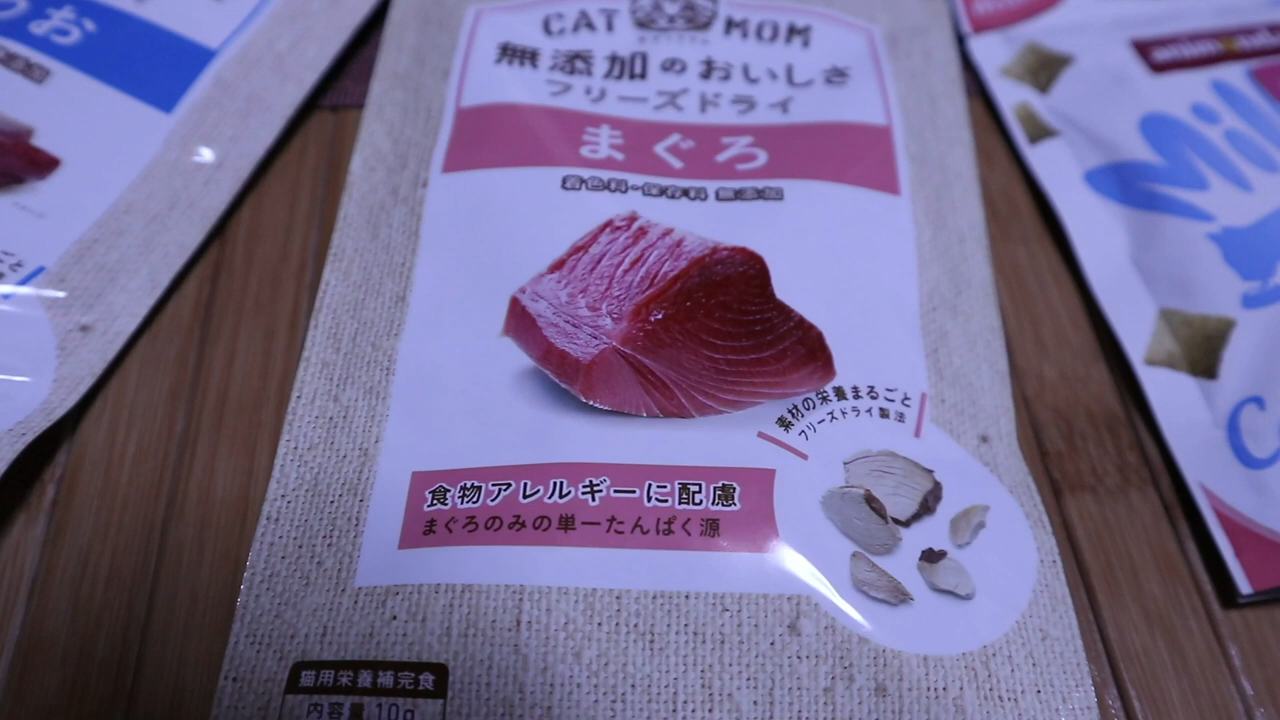 CAT MOM
無添加のおいしさ
フリーズドライ
まぐろ
着色料・保存料 無添加
素材の栄養まるごと
フリーズドライ製法
食物アレルギーに配慮
まぐろのみの単一たんぱく源
猫用栄養補完食
内容量 10g
お
ごと
Mil
C